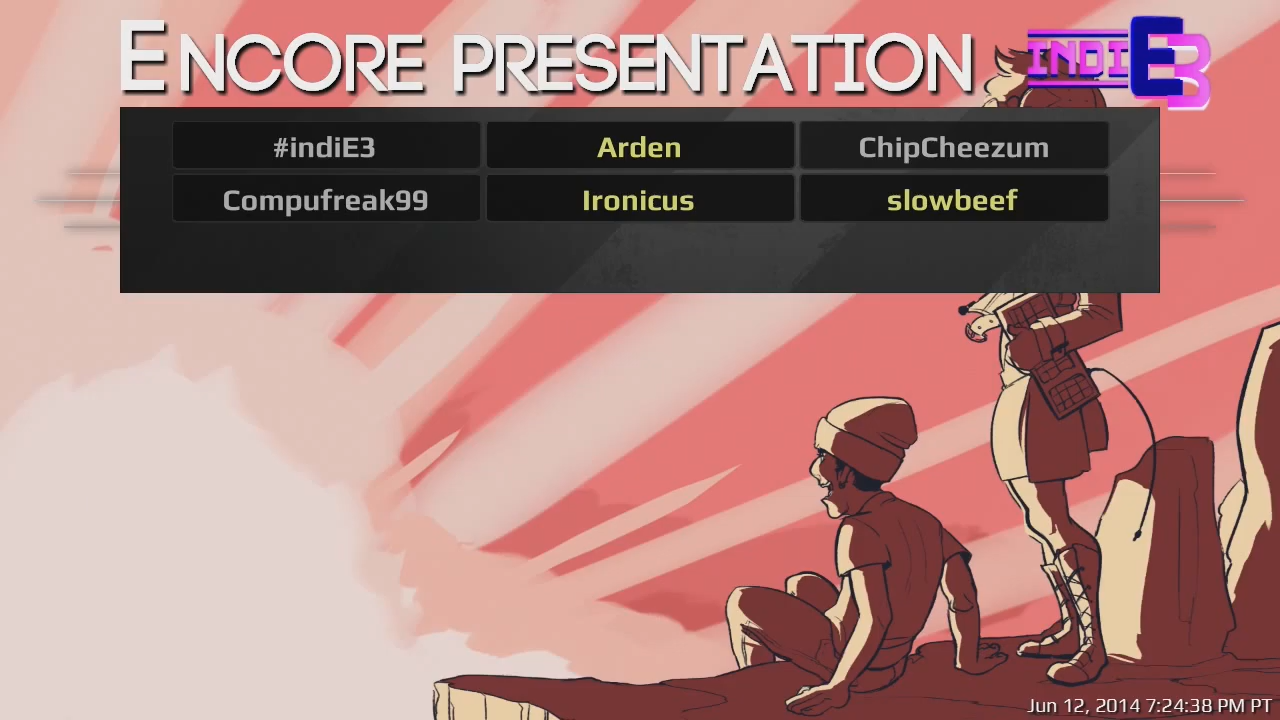 ENCORE PRESENTATION
INDIE3
#indiE3 Arden ChipCheezum
Compufreak99 Ironicus slowbeef
Jun 12, 2014 7:24:38 PM PT